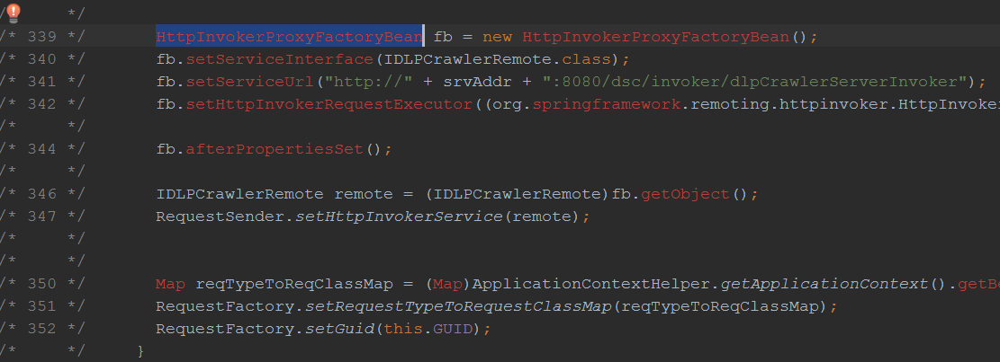 /*     */
/* 339 */ HttpInvokerProxyFactoryBean fb = new HttpInvokerProxyFactoryBean();
/* 340 */ fb.setServiceInterface(IDLPCrawlerRemote.class);
/* 341 */ fb.setServiceUrl("http://" + srvAddr + ":8080/dsc/invoker/dlpCrawlerServerInvoker");
/* 342 */ fb.setHttpInvokerRequestExecutor((org.springframework.remoting.httpinvoker.HttpInvoker
/*     */
/* 344 */ fb.afterPropertiesSet();
/*     */
/* 346 */ IDLPCrawlerRemote remote = (IDLPCrawlerRemote)fb.getObject();
/* 347 */ RequestSender.setHttpInvokerService(remote);
/*     */
/*     */
/* 350 */ Map reqTypeToReqClassMap = (Map)ApplicationContextHelper.getApplicationContext().getBe
/* 351 */ RequestFactory.setRequestTypeToRequestClassMap(reqTypeToReqClassMap);
/* 352 */ RequestFactory.setGuid(this.GUID);
/*     */ }